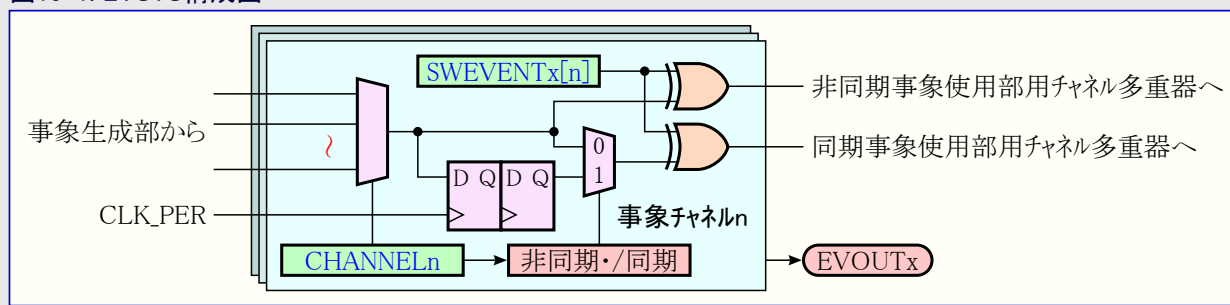 SWEVENTx[n]
非同期事象使用部用チャネル多重器へ
事象生成部から
0
1
同期事象使用部用チャネル多重器へ
D Q D Q
CLK_PER
事象チャネルn
CHANNELn
非同期・/同期
EVOUTx